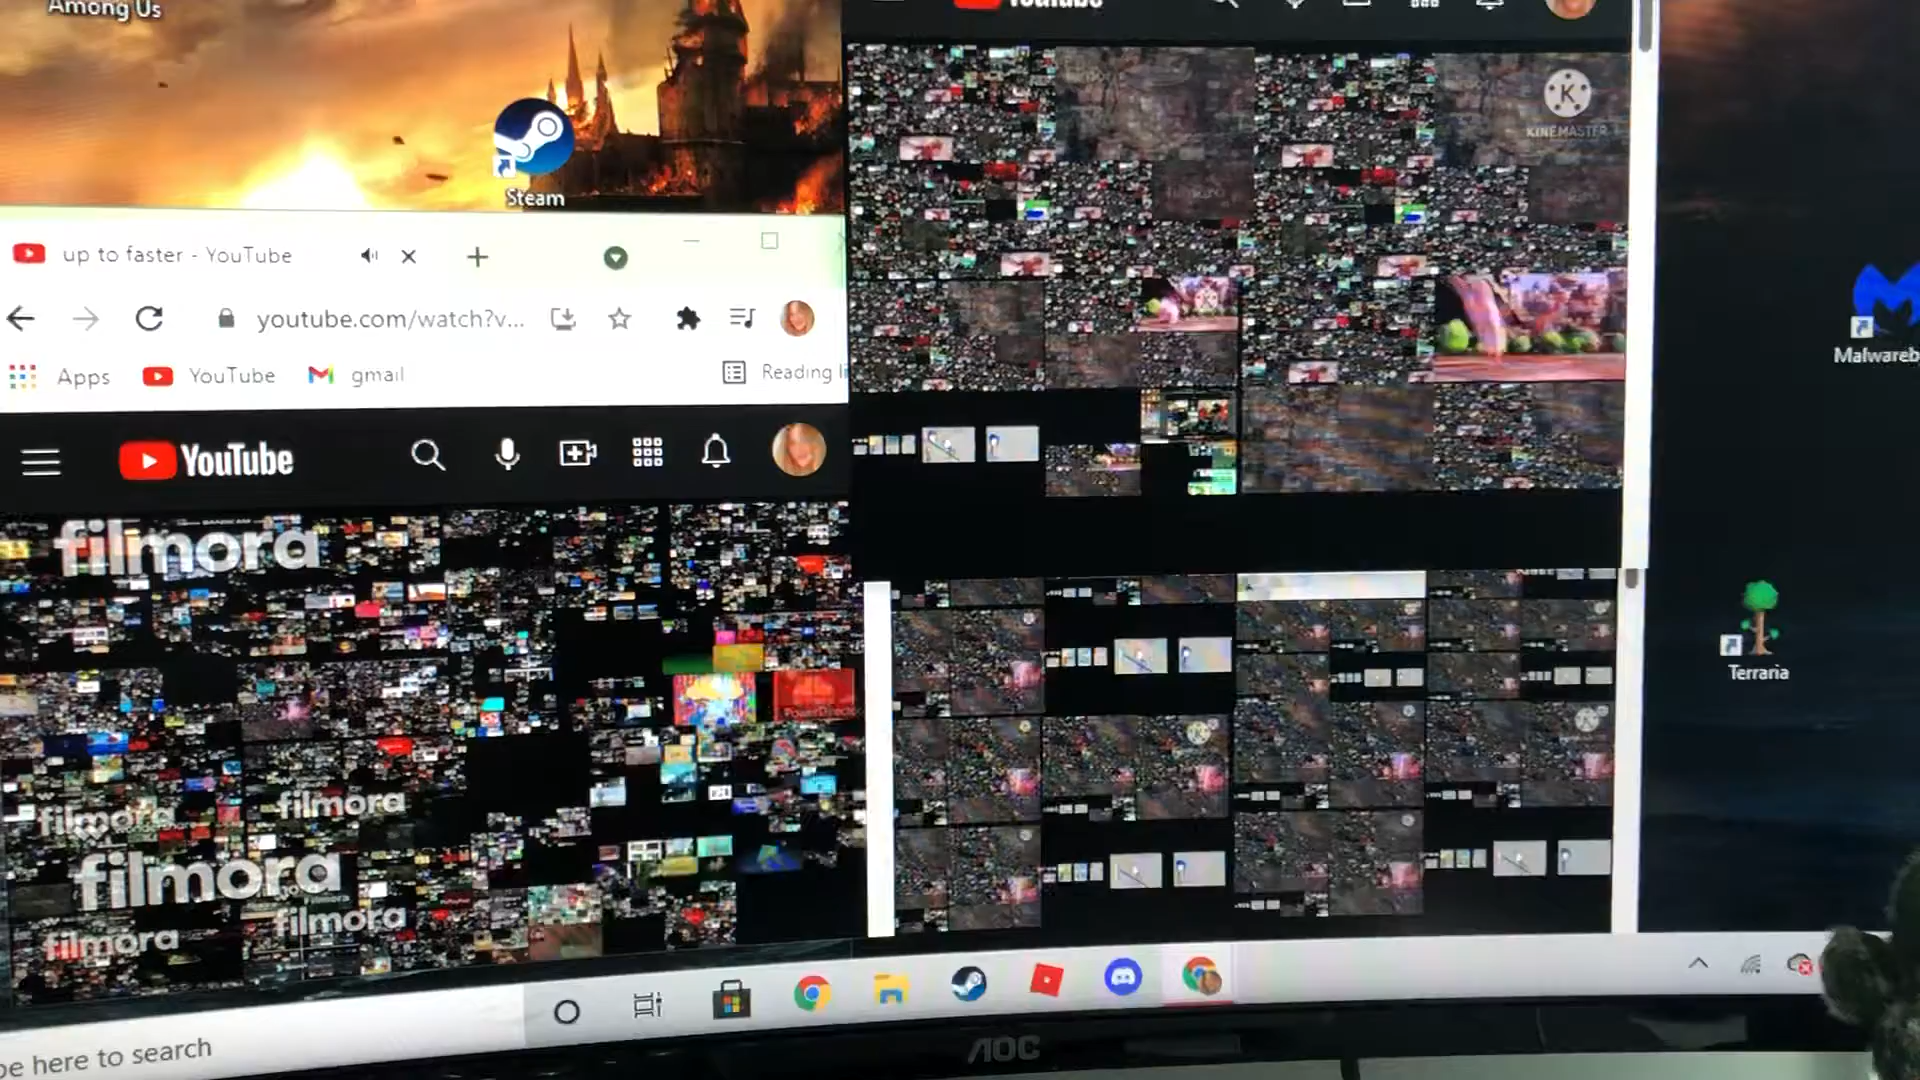 Among Us
Steam
up to faster - YouTube
youtube.com/watch?v...
Apps
YouTube
gmail
Reading
YouTube
YouTube
KINEMASTER
filmora
filmora
filmora
filmora
filmora
filmora
Malwareb
Terraria
here to search
AOC